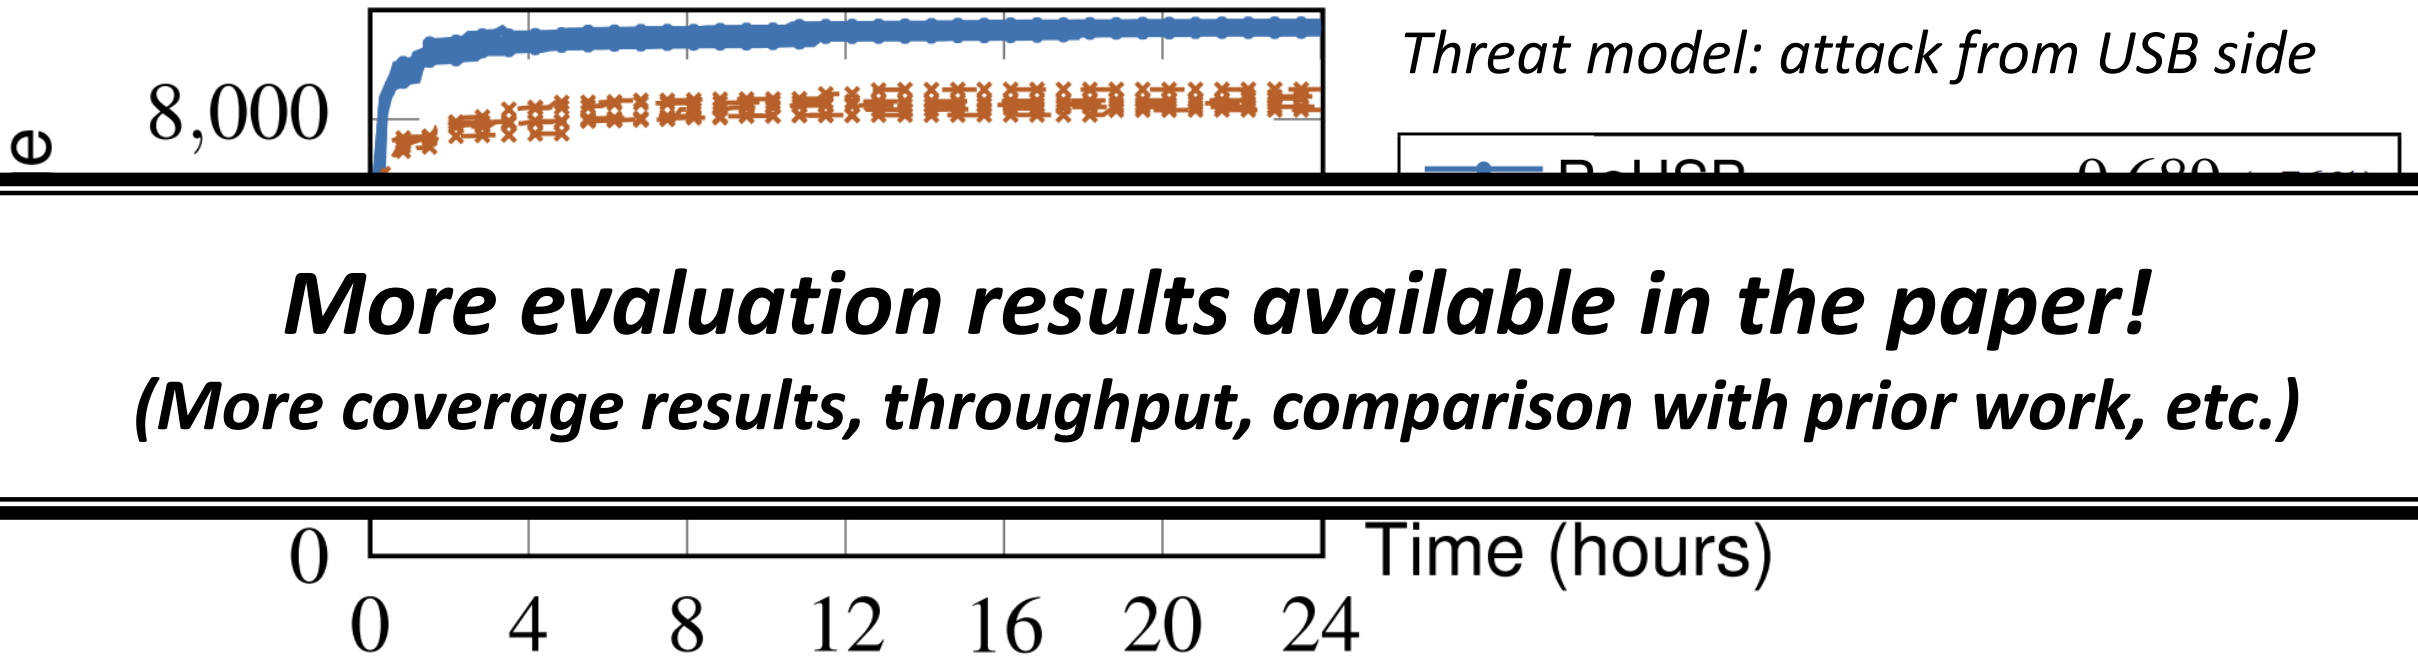 Threat model: attack from USB side
8,000
More evaluation results available in the paper!
(More coverage results, throughput, comparison with prior work, etc.)
0
Time (hours)
0 4 8 12 16 20 24